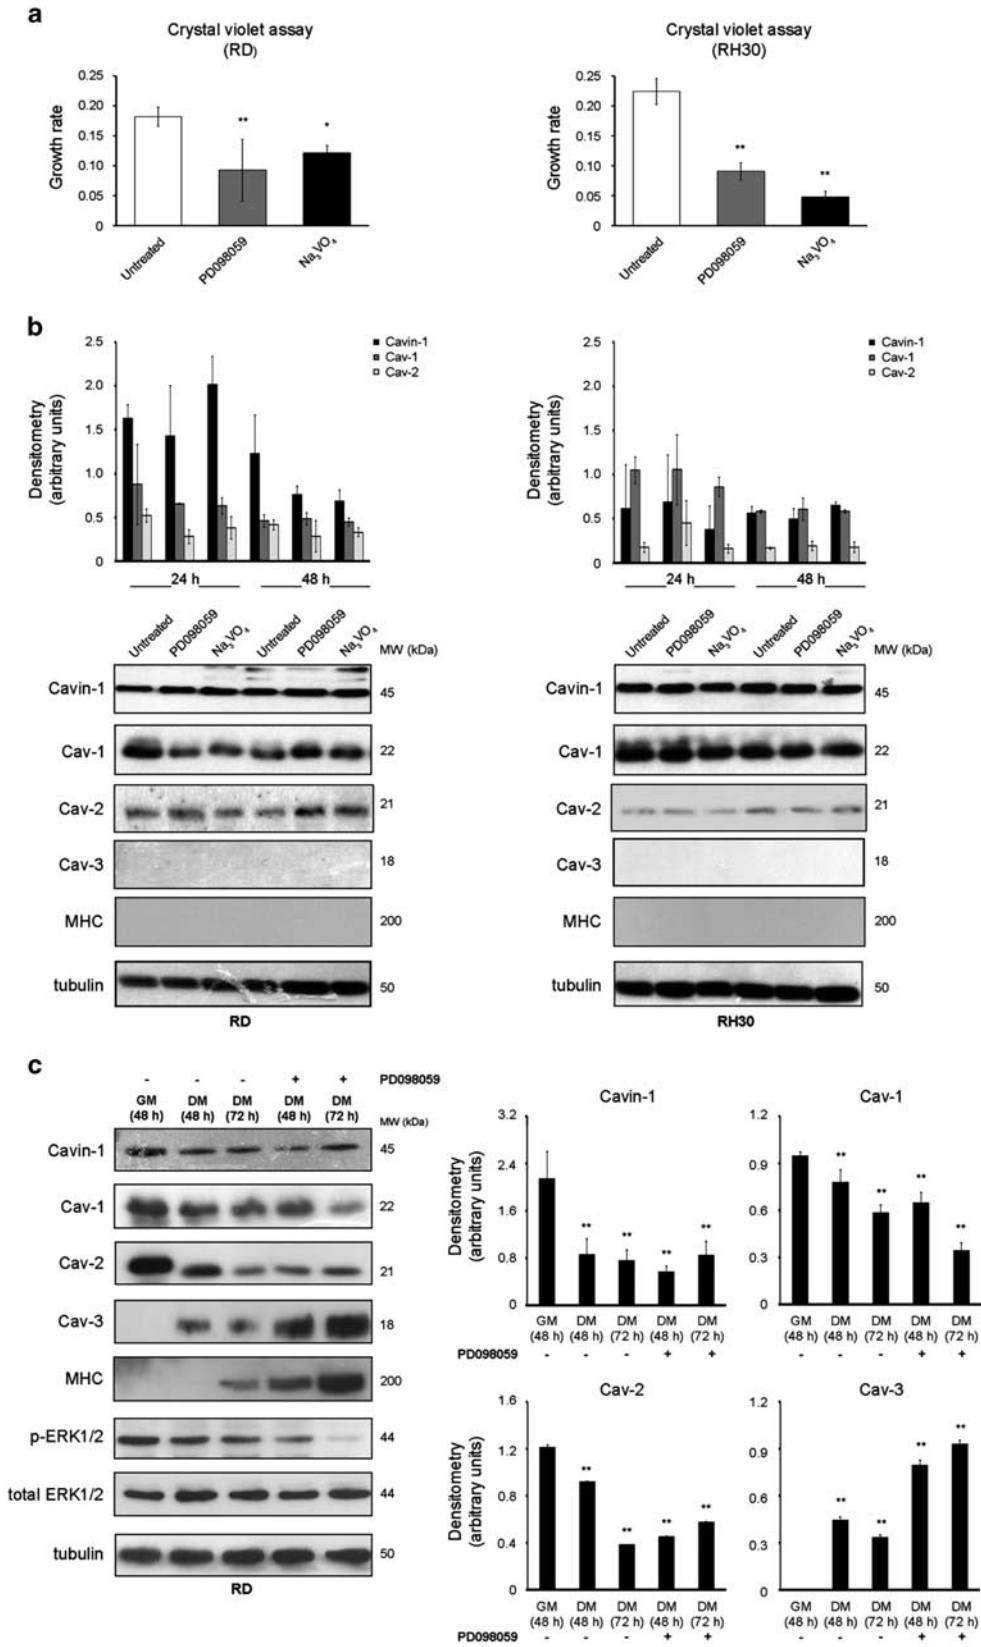 a
Crystal violet assay
(RD)
Growth rate
0.25
0.20
0.15
0.10
0.05
0
** *
Untreated
PD098059
Na₃VO₄
Crystal violet assay
(RH30)
Growth rate
0.25
0.20
0.15
0.10
0.05
0
** **
Untreated
PD098059
Na₃VO₄
b
Densitometry
(arbitrary units)
2.5
2.0
1.5
1.0
0.5
0
Cavin-1
Cav-1
Cav-2
24 h 48 h
Untreated PD098059 Na₃VO₄ Untreated PD098059 Na₃VO₄ MW (kDa)
Cavin-1 45
Cav-1 22
Cav-2 21
Cav-3 18
MHC 200
tubulin 50
RD
Densitometry
(arbitrary units)
2.5
2.0
1.5
1.0
0.5
0
Cavin-1
Cav-1
Cav-2
24 h 48 h
Untreated PD098059 Na₃VO₄ Untreated PD098059 Na₃VO₄ MW (kDa)
Cavin-1 45
Cav-1 22
Cav-2 21
Cav-3 18
MHC 200
tubulin 50
RH30
c
- - - + + PD098059
GM DM DM DM DM
(48 h) (48 h) (72 h) (48 h) (72 h) MW (kDa)
Cavin-1 45
Cav-1 22
Cav-2 21
Cav-3 18
MHC 200
p-ERK1/2 44
total ERK1/2 44
tubulin 50
RD
Cavin-1
Densitometry
(arbitrary units)
3.2
2.4
1.6
0.8
0
** ** ** **
GM DM DM DM DM
(48 h) (48 h) (72 h) (48 h) (72 h)
PD098059 - - - + +
Cav-1
1.2
0.9
0.6
0.3
0
** ** ** **
GM DM DM DM DM
(48 h) (48 h) (72 h) (48 h) (72 h)
- - - + +
Cav-2
Densitometry
(arbitrary units)
1.6
1.2
0.8
0.4
0
** ** ** **
GM DM DM DM DM
(48 h) (48 h) (72 h) (48 h) (72 h)
PD098059 - - - + +
Cav-3
1.2
0.9
0.6
0.3
0
** ** ** **
GM DM DM DM DM
(48 h) (48 h) (72 h) (48 h) (72 h)
- - - + +